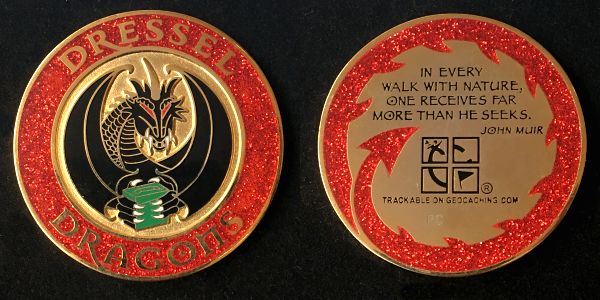 DRESSEL
DRAGONS
IN EVERY
WALK WITH NATURE,
ONE RECEIVES FAR
MORE THAN HE SEEKS.
JOHN MUIR
®
TRACKABLE ON GEOCACHING.COM